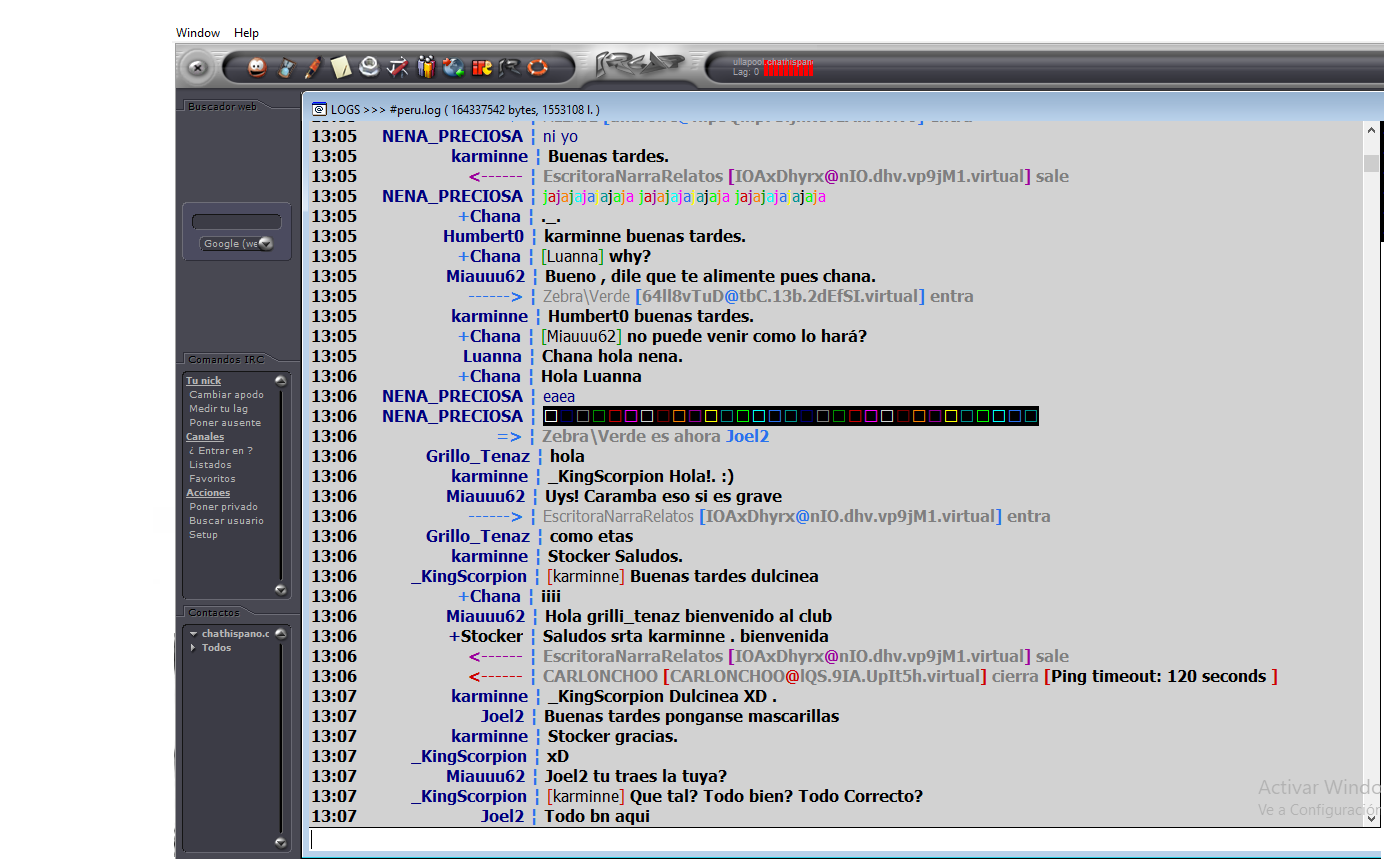 Window Help
IRcap
ullapool.chathispano
Lag: 0
Buscador web
Google (we
Comandos IRC
Tu nick
Cambiar apodo
Medir tu lag
Poner ausente
Canales
¿ Entrar en ?
Listados
Favoritos
Acciones
Poner privado
Buscar usuario
Setup
Contactos
chathispano.c
Todos
LOGS >>> #peru.log ( 164337542 bytes, 1553108 l. )
13:05 NENA_PRECIOSA ¦ ni yo
13:05 karminne ¦ Buenas tardes.
13:05 <------ ¦ EscritoraNarraRelatos [IOAxDhyrx@nIO.dhv.vp9jM1.virtual] sale
13:05 NENA_PRECIOSA ¦ jajajajajajaja jajajajajajaja jajajajajajaja
13:05 +Chana ¦ ._.
13:05 Humbert0 ¦ karminne buenas tardes.
13:05 +Chana ¦ [Luanna] why?
13:05 Miauuu62 ¦ Bueno , dile que te alimente pues chana.
13:05 ------> ¦ Zebra\Verde [64ll8vTuD@tbC.13b.2dEfSI.virtual] entra
13:05 karminne ¦ Humbert0 buenas tardes.
13:05 +Chana ¦ [Miauuu62] no puede venir como lo hará?
13:05 Luanna ¦ Chana hola nena.
13:06 +Chana ¦ Hola Luanna
13:06 NENA_PRECIOSA ¦ eaea
13:06 NENA_PRECIOSA ¦
13:06 => ¦ Zebra\Verde es ahora Joel2
13:06 Grillo_Tenaz ¦ hola
13:06 karminne ¦ _KingScorpion Hola!. :)
13:06 Miauuu62 ¦ Uys! Caramba eso si es grave
13:06 ------> ¦ EscritoraNarraRelatos [IOAxDhyrx@nIO.dhv.vp9jM1.virtual] entra
13:06 Grillo_Tenaz ¦ como etas
13:06 karminne ¦ Stocker Saludos.
13:06 _KingScorpion ¦ [karminne] Buenas tardes dulcinea
13:06 +Chana ¦ iiii
13:06 Miauuu62 ¦ Hola grilli_tenaz bienvenido al club
13:06 +Stocker ¦ Saludos srta karminne . bienvenida
13:06 <------ ¦ EscritoraNarraRelatos [IOAxDhyrx@nIO.dhv.vp9jM1.virtual] sale
13:06 <------ ¦ CARLONCHOO [CARLONCHOO@lQS.9IA.UpIt5h.virtual] cierra [Ping timeout: 120 seconds ]
13:07 karminne ¦ _KingScorpion Dulcinea XD .
13:07 Joel2 ¦ Buenas tardes ponganse mascarillas
13:07 karminne ¦ Stocker gracias.
13:07 _KingScorpion ¦ xD
13:07 Miauuu62 ¦ Joel2 tu traes la tuya?
13:07 _KingScorpion ¦ [karminne] Que tal? Todo bien? Todo Correcto?
13:07 Joel2 ¦ Todo bn aqui
Activar Windo
Ve a Configuración